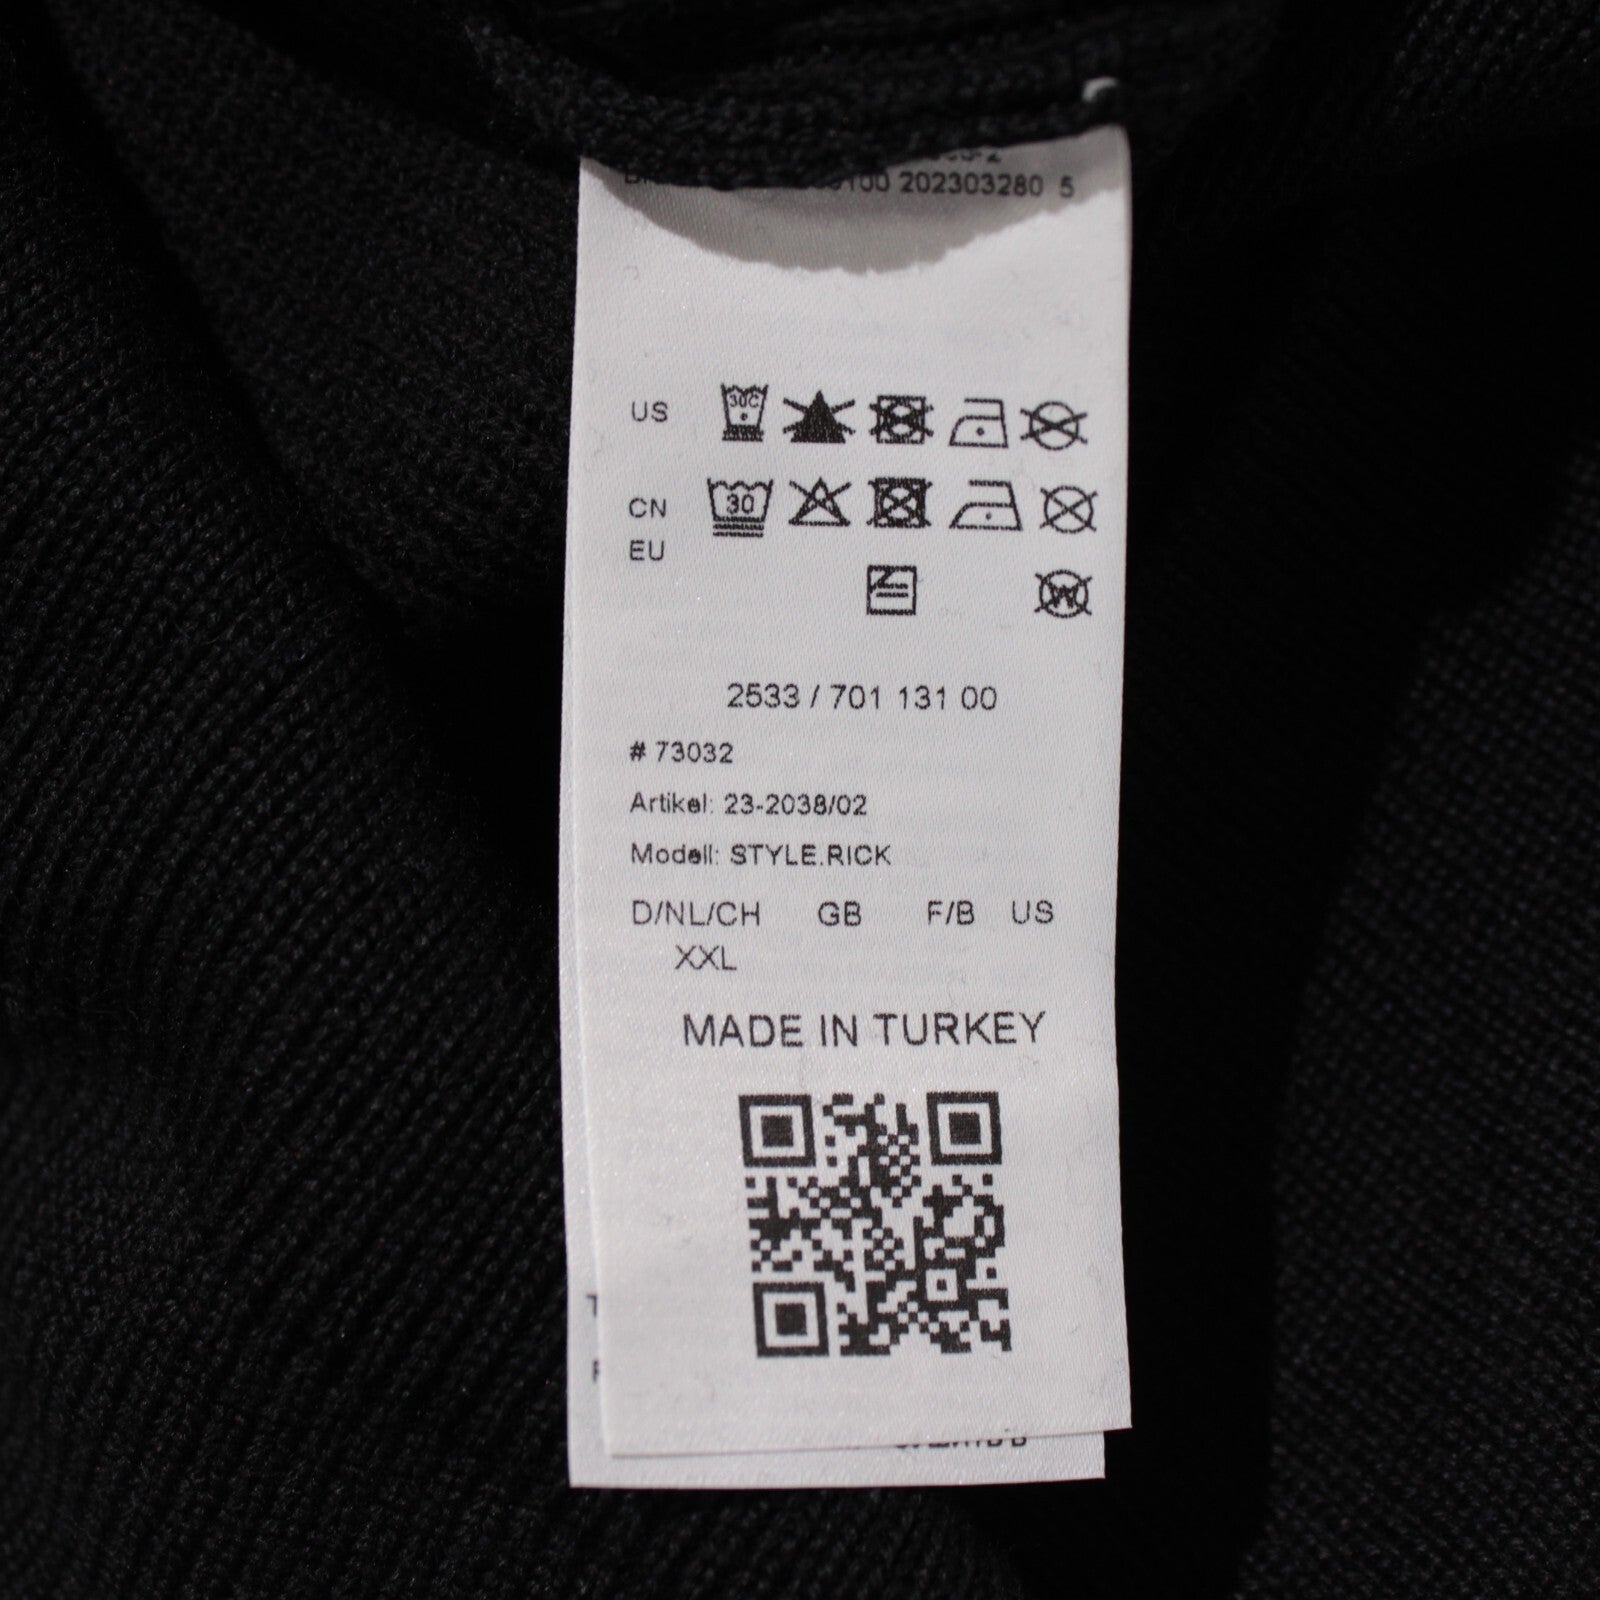 202303280 5
US 30C
CN 30
EU
W
2533 / 701 131 00
# 73032
Artikel: 23-2038/02
Modell: STYLE.RICK
D/NL/CH GB F/B US
XXL
MADE IN TURKEY